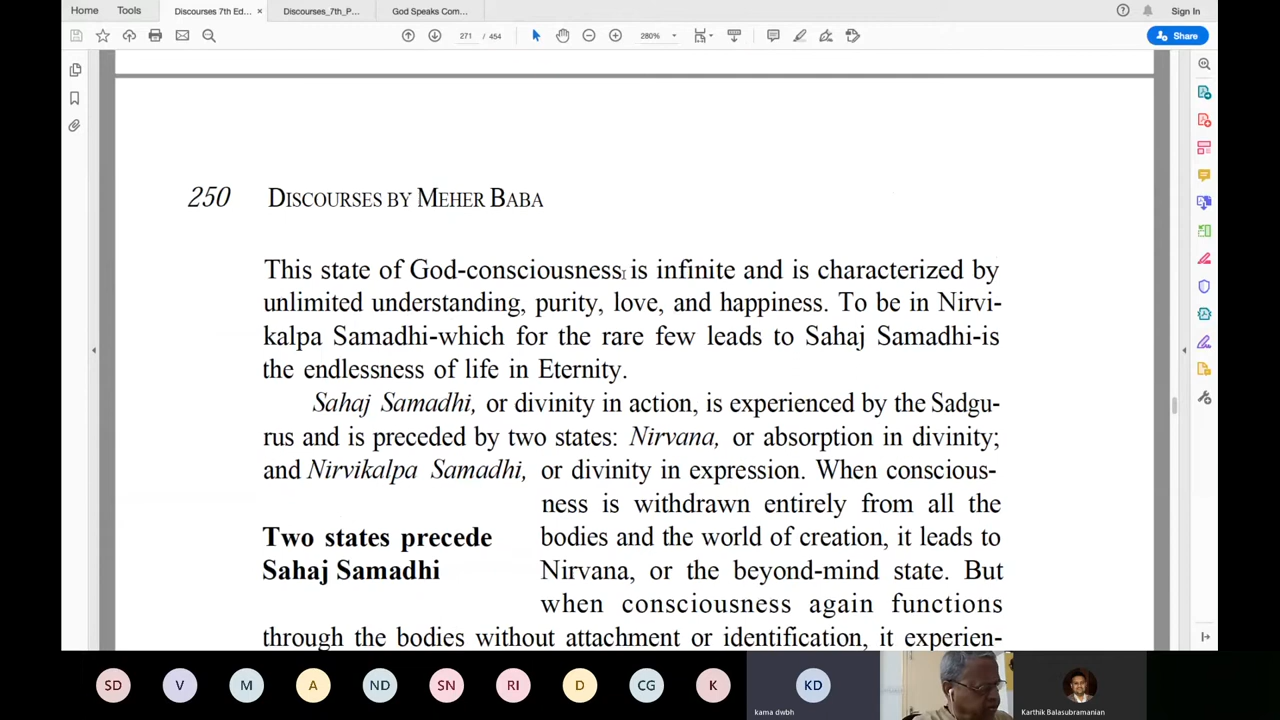 Home
Tools
Discourses 7th Ed...
×
Discourses_7th_P...
God Speaks Com...
Sign In
271 / 454
280%
Share
250 DISCOURSES BY MEHER BABA
This state of God-consciousness is infinite and is characterized by
unlimited understanding, purity, love, and happiness. To be in Nirvi-
kalpa Samadhi-which for the rare few leads to Sahaj Samadhi-is
the endlessness of life in Eternity.
Sahaj Samadhi, or divinity in action, is experienced by the Sadgu-
rus and is preceded by two states: Nirvana, or absorption in divinity;
and Nirvikalpa Samadhi, or divinity in expression. When conscious-
ness is withdrawn entirely from all the
Two states precede
Sahaj Samadhi
bodies and the world of creation, it leads to
Nirvana, or the beyond-mind state. But
when consciousness again functions
through the bodies without attachment or identification, it experien-
SD
V
M
A
ND
SN
RI
D
CG
K
KD
kama dwbh
Karthik Balasubramanian